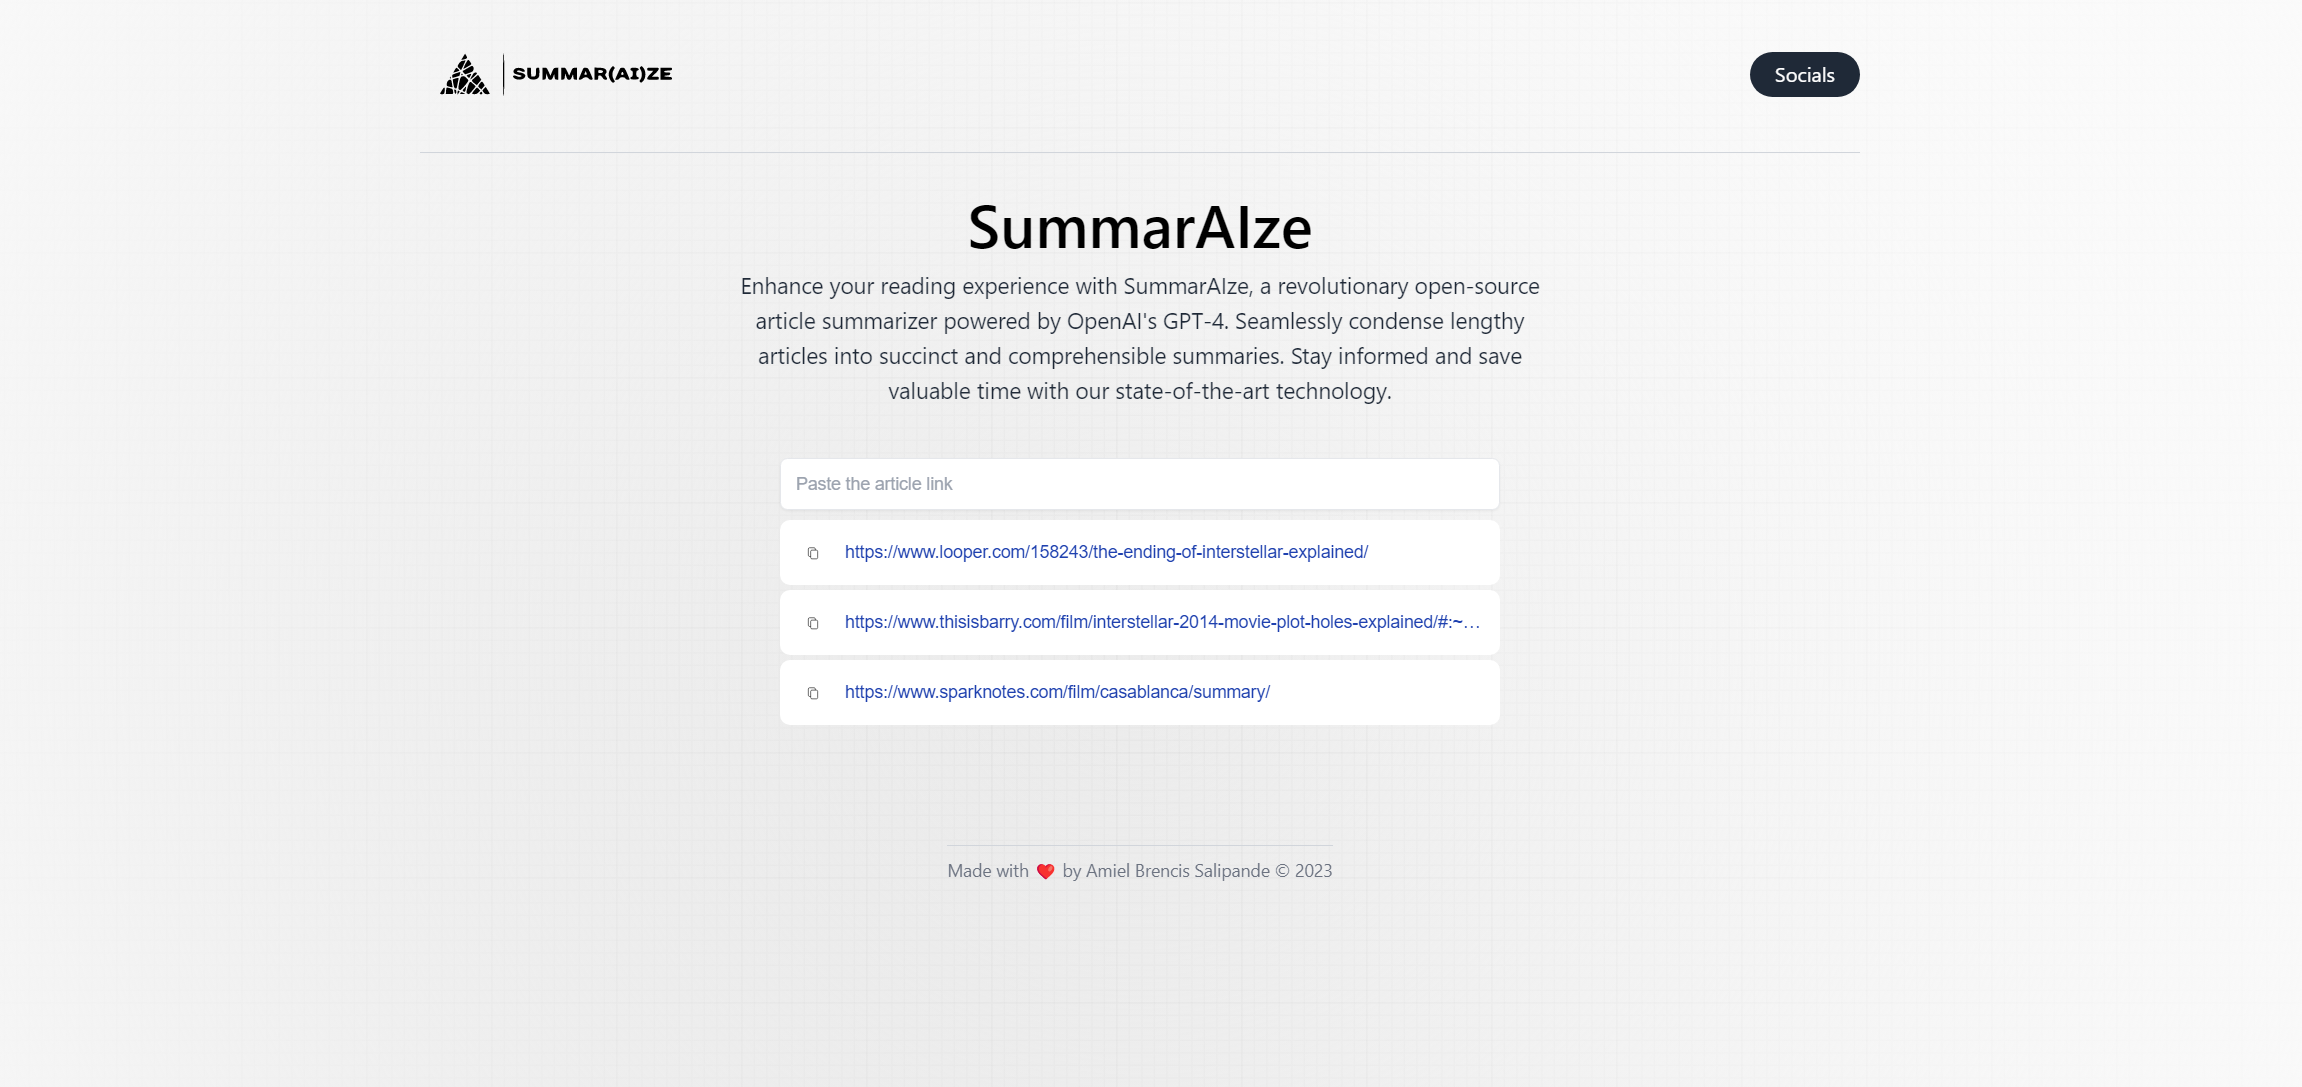 SUMMAR(AI)ZE
Socials
SummarAIze
Enhance your reading experience with SummarAIze, a revolutionary open-source
article summarizer powered by OpenAI's GPT-4. Seamlessly condense lengthy
articles into succinct and comprehensible summaries. Stay informed and save
valuable time with our state-of-the-art technology.
Paste the article link
https://www.looper.com/158243/the-ending-of-interstellar-explained/
https://www.thisisbarry.com/film/interstellar-2014-movie-plot-holes-explained/#:~...
https://www.sparknotes.com/film/casablanca/summary/
Made with ❤️ by Amiel Brencis Salipande © 2023